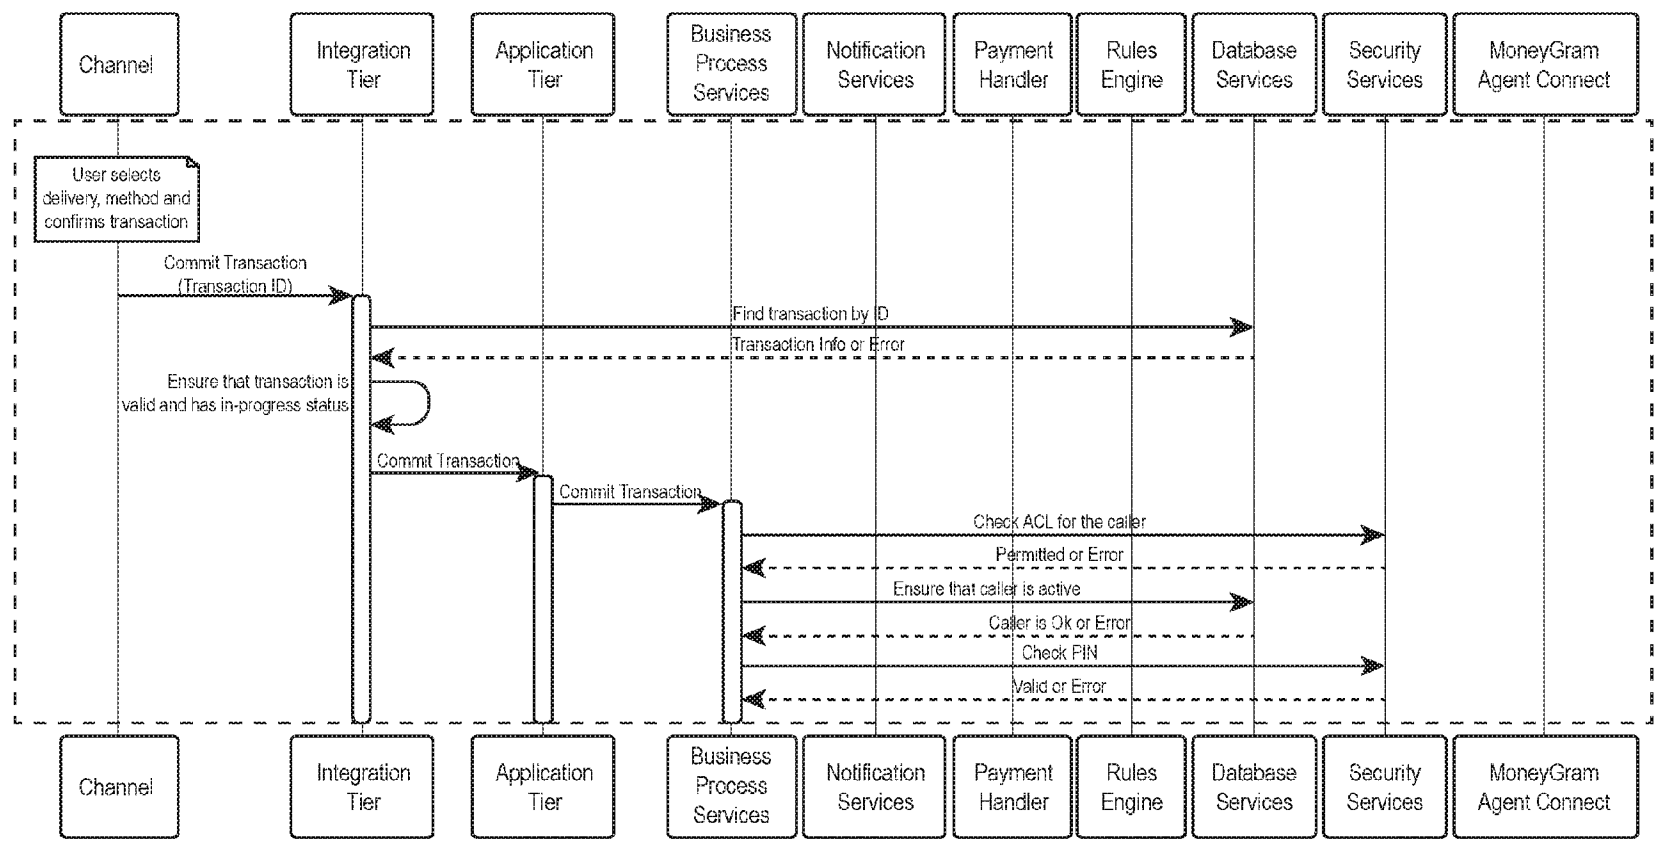 Channel
Integration
Tier
Application
Tier
Business
Process
Services
Notification
Services
Payment
Handler
Rules
Engine
Database
Services
Security
Services
MoneyGram
Agent Connect
User selects
delivery, method and
confirms transaction
Commit Transaction
(Transaction ID)
Find transaction by ID
Transaction Info or Error
Ensure that transaction is
valid and has in-progress status
Commit Transaction
Commit Transaction
Check ACL for the caller
Permitted or Error
Ensure that caller is active
Caller is Ok or Error
Check PIN
Valid or Error
Channel
Integration
Tier
Application
Tier
Business
Process
Services
Notification
Services
Payment
Handler
Rules
Engine
Database
Services
Security
Services
MoneyGram
Agent Connect